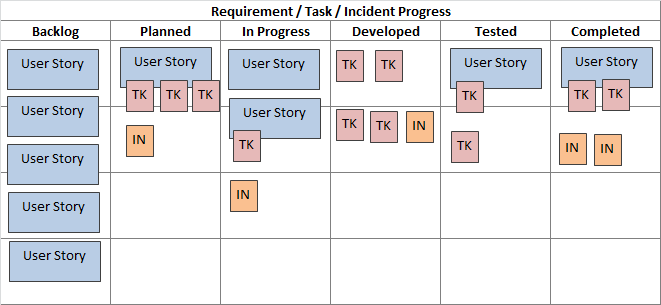 Requirement / Task / Incident Progress
Backlog Planned In Progress Developed Tested Completed
User Story User Story User Story TK TK User Story User Story
TK TK TK TK TK TK
User Story User Story TK TK IN
IN TK TK IN IN
User Story
User Story IN
User Story